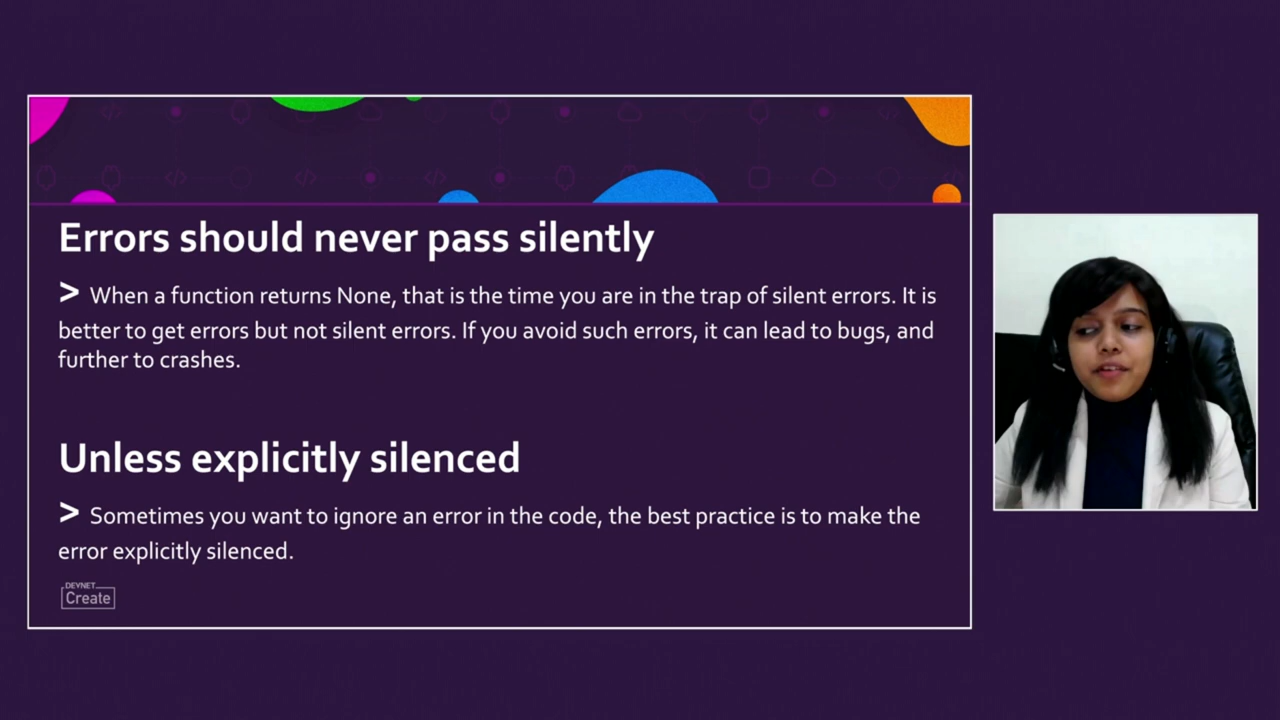 Errors should never pass silently
> When a function returns None, that is the time you are in the trap of silent errors. It is
better to get errors but not silent errors. If you avoid such errors, it can lead to bugs, and
further to crashes.
Unless explicitly silenced
> Sometimes you want to ignore an error in the code, the best practice is to make the
error explicitly silenced.
DEVNET
Create